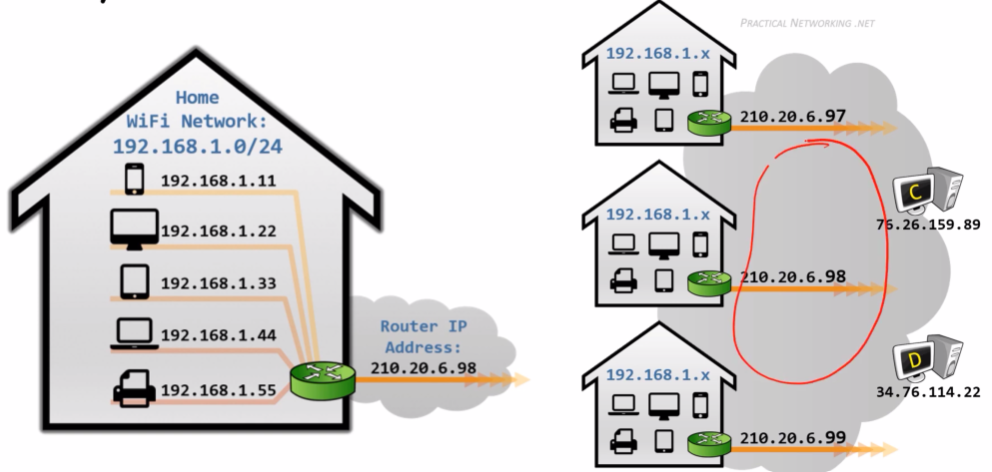 Home
WiFi Network:
192.168.1.0/24
192.168.1.11
192.168.1.22
192.168.1.33
192.168.1.44
192.168.1.55
Router IP
Address:
210.20.6.98
PRACTICAL NETWORKING .NET
192.168.1.x
210.20.6.97
192.168.1.x
210.20.6.98
192.168.1.x
210.20.6.99
C
76.26.159.89
D
34.76.114.22